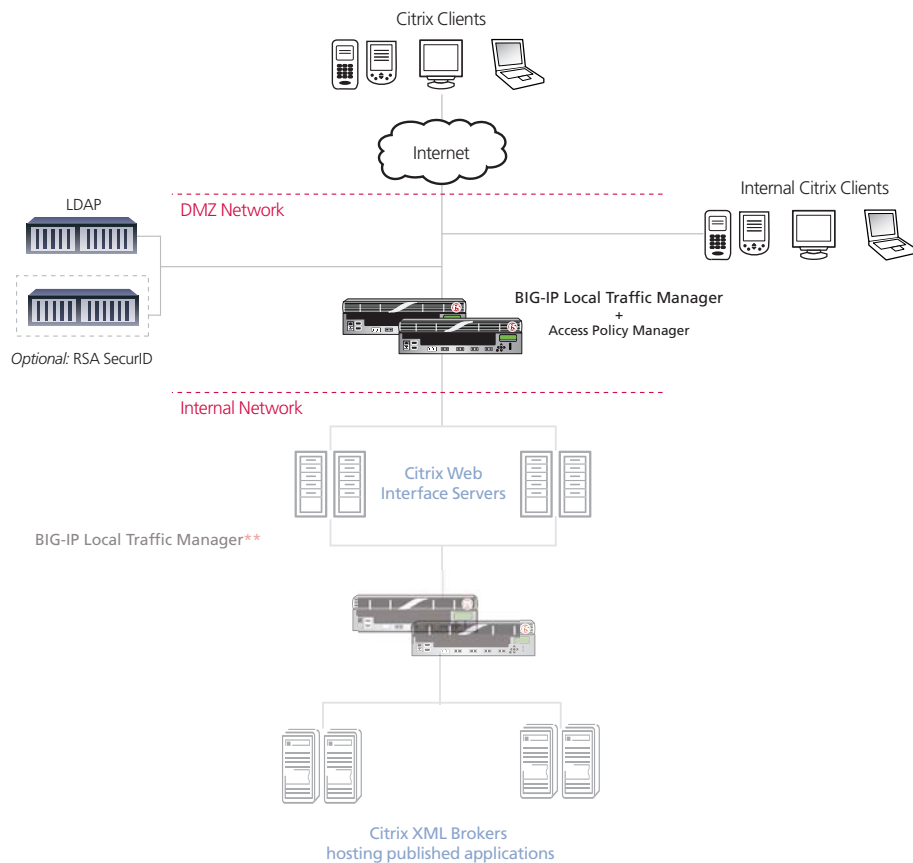 Citrix Clients
Internet
Internal Citrix Clients
LDAP
DMZ Network
BIG-IP Local Traffic Manager
+
Access Policy Manager
Optional: RSA SecurID
Internal Network
Citrix Web
Interface Servers
BIG-IP Local Traffic Manager**
Citrix XML Brokers
hosting published applications